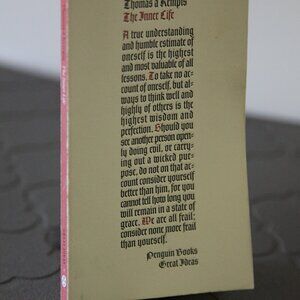 Thomas à Kempis
The Inner Life
A true understanding
and humble estimate of
oneself is the highest
and most valuable of all
lessons. To take no ac-
count of oneself, but al-
ways to think well and
highly of others is the
highest wisdom and
perfection. Should you
see another person open-
ly doing evil, or carry-
ing out a wicked pur-
pose, do not on that ac-
count consider yourself
better than him, for you
cannot tell how long you
will remain in a state of
grace. We are all frail;
consider none more frail
than yourself.
Penguin Books
Great Ideas